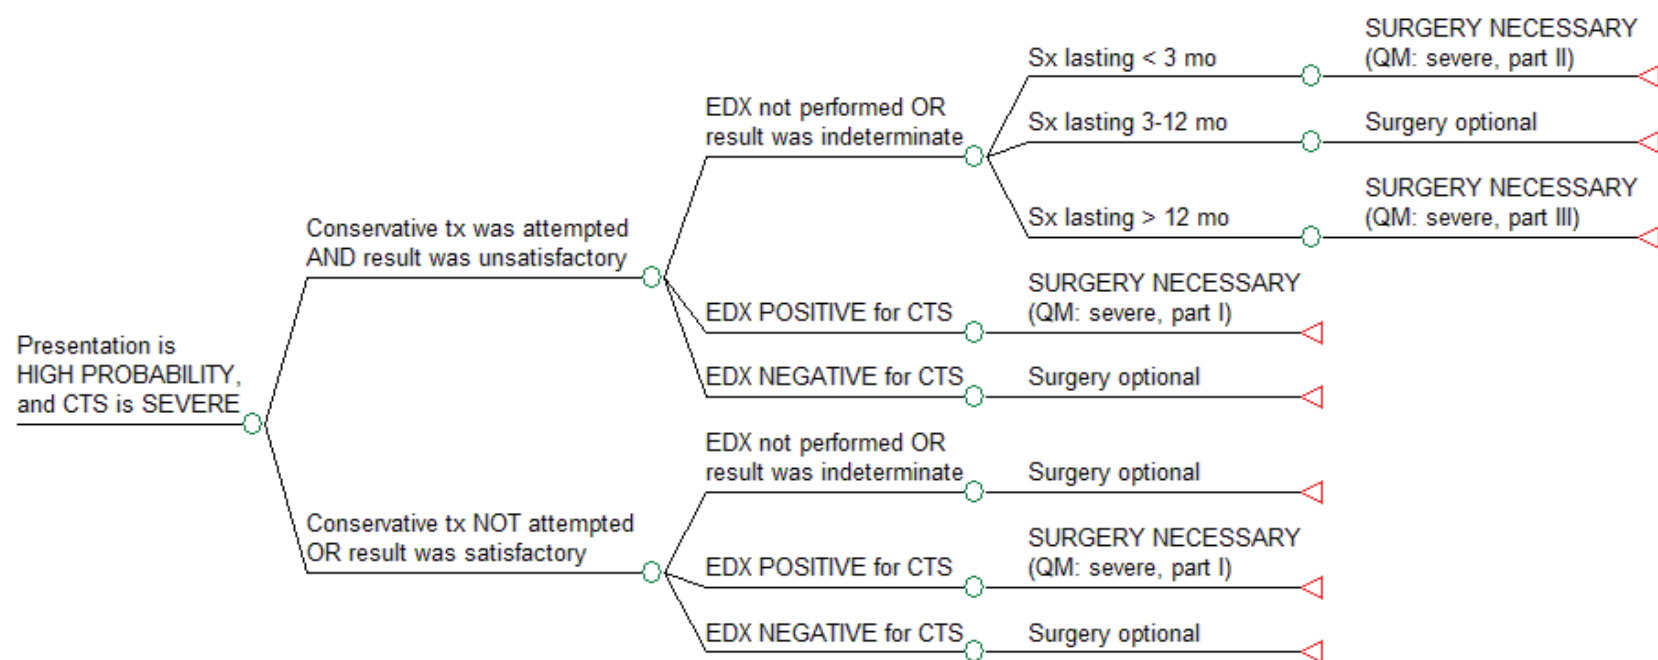 SURGERY NECESSARY
Sx lasting < 3 mo
(QM: severe, part II)
EDX not performed OR
result was indeterminate
Sx lasting 3-12 mo
Surgery optional
SURGERY NECESSARY
Sx lasting > 12 mo
(QM: severe, part III)
Conservative tx was attempted
AND result was unsatisfactory
SURGERY NECESSARY
EDX POSITIVE for CTS
(QM: severe, part I)
EDX NEGATIVE for CTS
Surgery optional
Presentation is
HIGH PROBABILITY,
and CTS is SEVERE
EDX not performed OR
result was indeterminate
Surgery optional
Conservative tx NOT attempted
OR result was satisfactory
SURGERY NECESSARY
EDX POSITIVE for CTS
(QM: severe, part I)
EDX NEGATIVE for CTS
Surgery optional